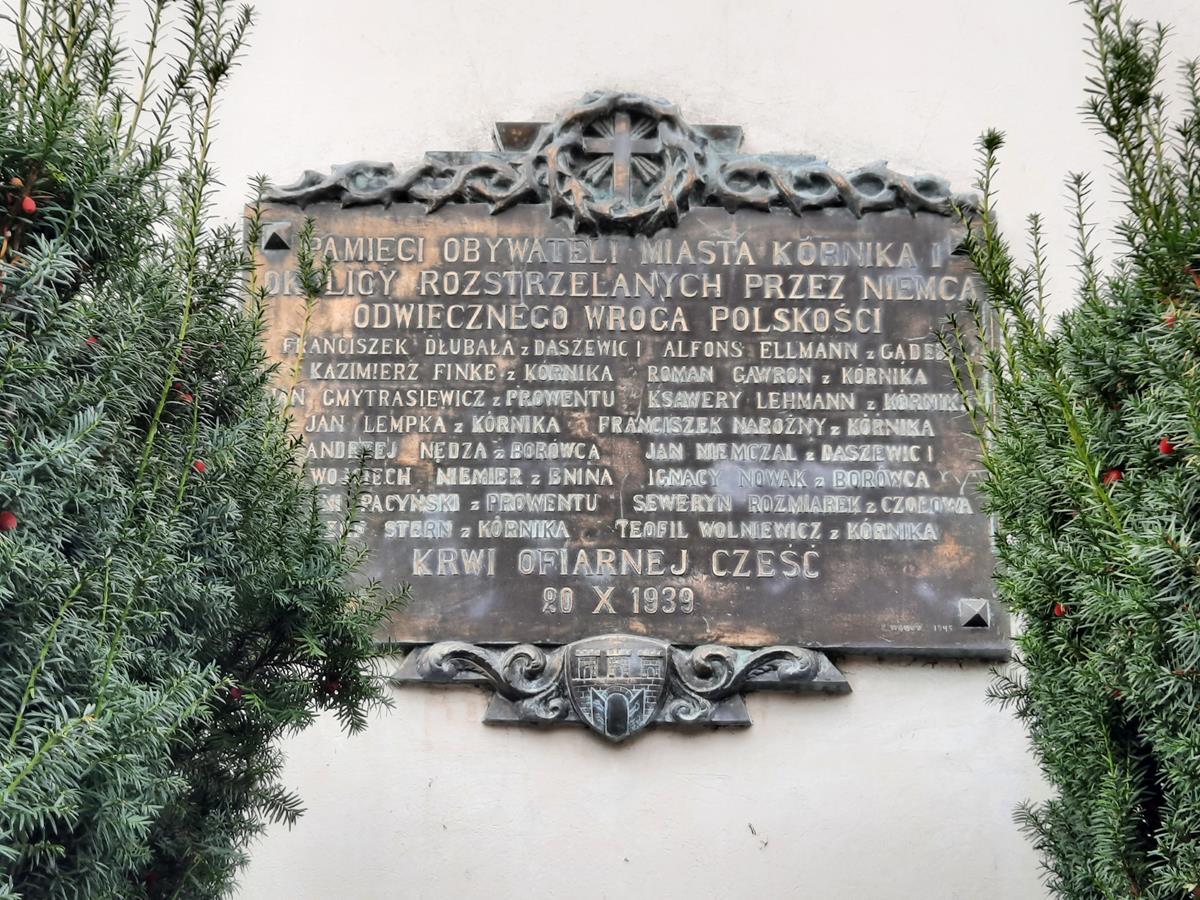 PAMIĘCI OBYWATELI MIASTA KÓRNIKA I
OKOLICY ROZSTRZELANYCH PRZEZ NIEMCA
ODWIECZNEGO WROGA POLSKOŚCI
FRANCISZEK DŁUBAŁA z DASZEWIC I ALFONS ELLMANN z
KAZIMIERZ FINKE z KÓRNIKA ROMAN GAWRON z KÓRNIKA
GMYTRASIEWICZ z PROWENTU KSAWERY LEHMANN z KÓRNIKA
JAN LEMPKA z KÓRNIKA FRANCISZEK NAROŻNY z KÓRNIKA
ANDRZEJ NĘDZA z BORÓWCA JAN NIEMCZAL z DASZEWIC I
WOJCIECH NIEMIER z BNINA IGNACY NOWAK z BORÓWCA
PACYŃSKI z PROWENTU SEWERYN ROZMIAREK z CZOŁOWA
STERN z KÓRNIKA TEOFIL WOLNIEWICZ z KÓRNIKA
KRWI OFIARNEJ CZEŚĆ
20 X 1939
1945